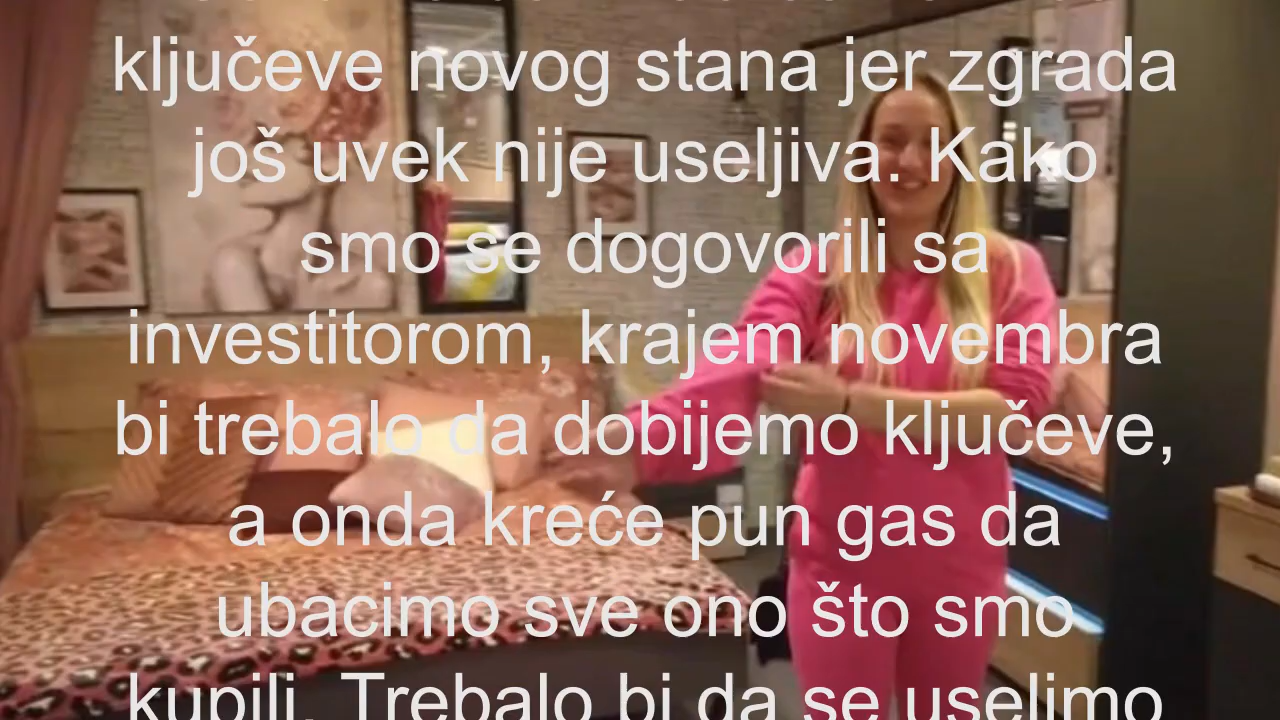 ključeve novog stana jer zgrada
još uvek nije useljiva. Kako
smo se dogovorili sa
investitorom, krajem novembra
bi trebalo da dobijemo ključeve,
a onda kreće pun gas da
ubacimo sve ono što smo
kupili. Trebalo bi da se uselimo